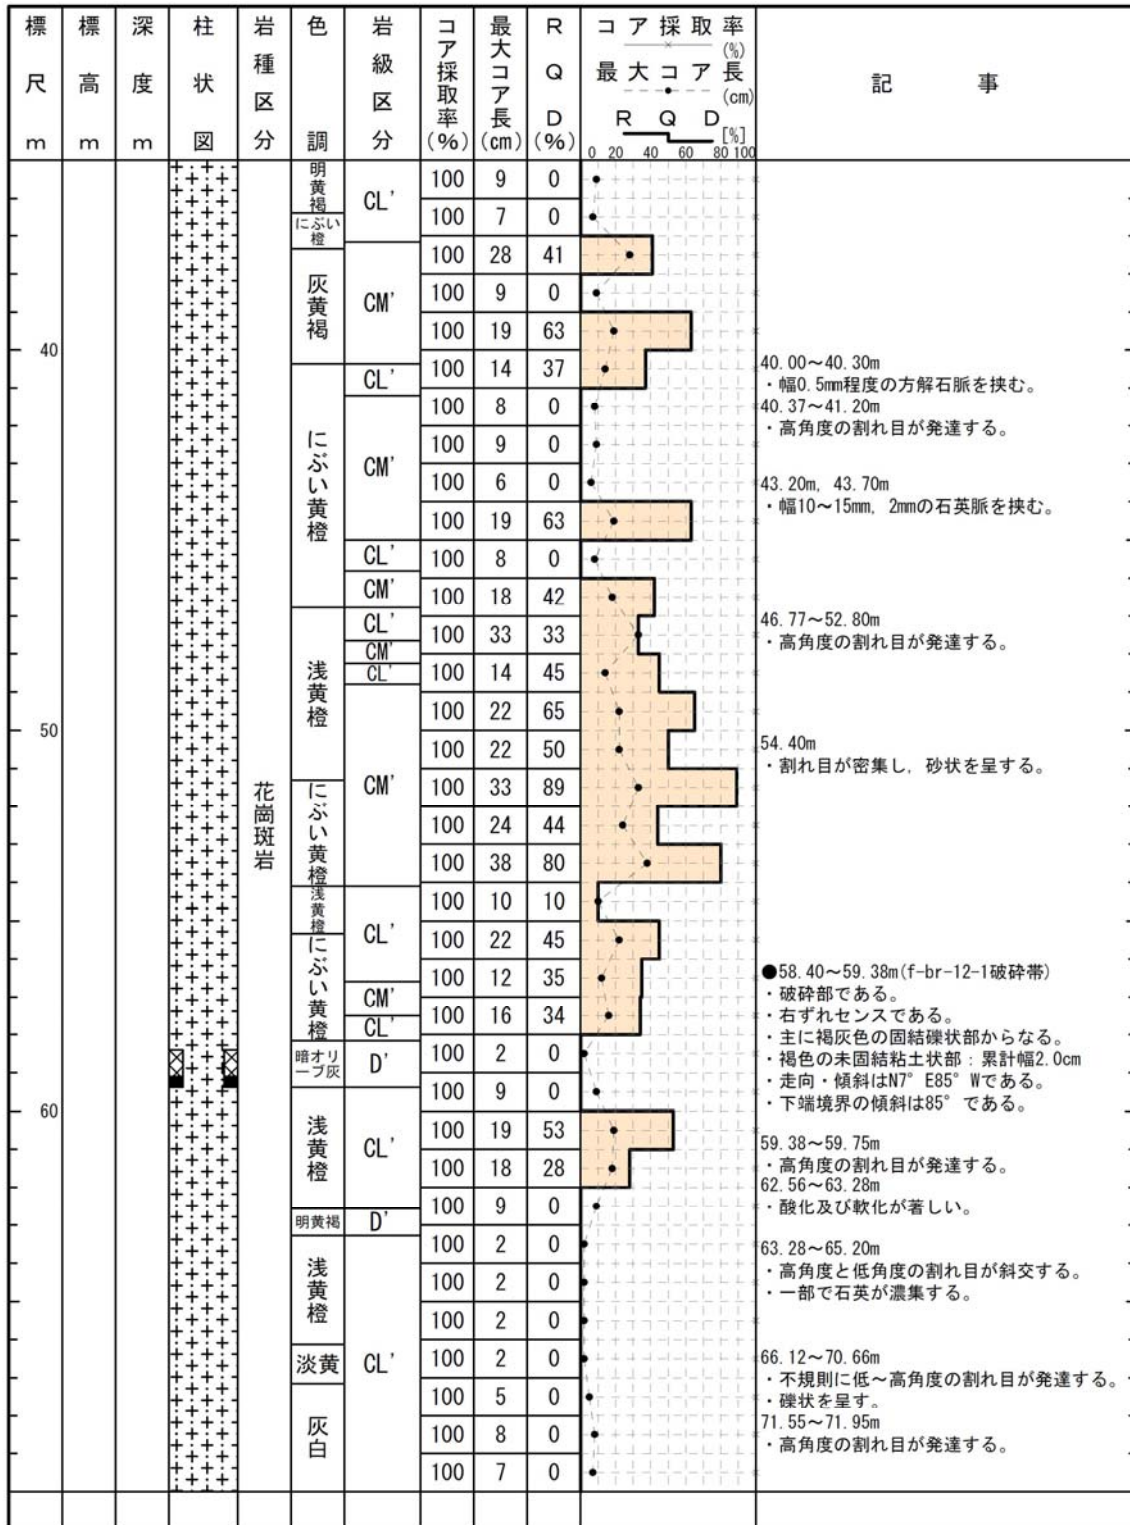 標尺m
標高m
深度m
柱状図
岩種区分
色調
岩級区分
コア採取率(%)
最大コア長(cm)
RQD(%)
コア採取率
(%)
最大コア長
(cm)
R Q D
[%]
0 20 40 60 80 100
記 事
40
50
60
花崗斑岩
明黄褐
にぶい橙
灰黄褐
にぶい黄橙
浅黄橙
にぶい黄橙
浅黄橙
にぶい黄橙
暗オリーブ灰
浅黄橙
明黄褐
浅黄橙
淡黄
灰白
CL'
CM'
CL'
CM'
CL'
CM'
CL'
CM'
CL'
CM'
CL'
CM'
CL'
D'
CL'
D'
CL'
100 9 0
100 7 0
100 28 41
100 9 0
100 19 63
100 14 37
100 8 0
100 9 0
100 6 0
100 19 63
100 8 0
100 18 42
100 33 33
100 14 45
100 22 65
100 22 50
100 33 89
100 24 44
100 38 80
100 10 10
100 22 45
100 12 35
100 16 34
100 2 0
100 9 0
100 19 53
100 18 28
100 9 0
100 2 0
100 2 0
100 2 0
100 2 0
100 5 0
100 8 0
100 7 0
40.00～40.30m
・幅0.5mm程度の方解石脈を挟む。
40.37～41.20m
・高角度の割れ目が発達する。
43.20m, 43.70m
・幅10～15mm, 2mmの石英脈を挟む。
46.77～52.80m
・高角度の割れ目が発達する。
54.40m
・割れ目が密集し, 砂状を呈する。
●58.40～59.38m(f-br-12-1破砕帯)
・破砕部である。
・右ずれセンスである。
・主に褐灰色の固結礫状部からなる。
・褐色の未固結粘土状部：累計幅2.0cm
・走向・傾斜はN7°E85°Wである。
・下端境界の傾斜は85°である。
59.38～59.75m
・高角度の割れ目が発達する。
62.56～63.28m
・酸化及び軟化が著しい。
63.28～65.20m
・高角度と低角度の割れ目が斜交する。
・一部で石英が濃集する。
66.12～70.66m
・不規則に低～高角度の割れ目が発達する。
・礫状を呈す。
71.55～71.95m
・高角度の割れ目が発達する。